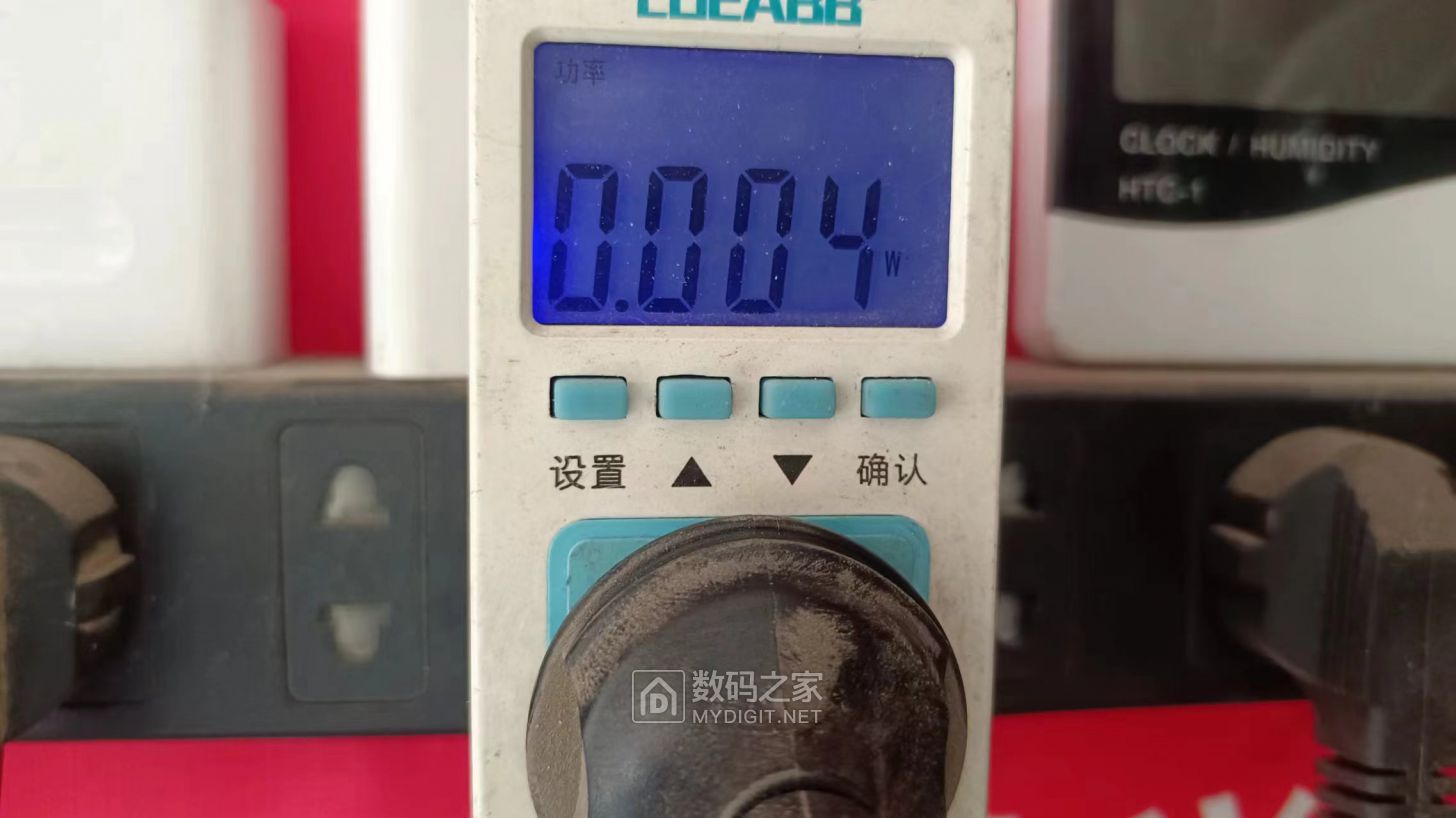 功率
0.004 W
CLOCK / HUMIDITY
HTC-1
设置 ▲ ▼ 确认
数码之家
MYDIGIT.NET